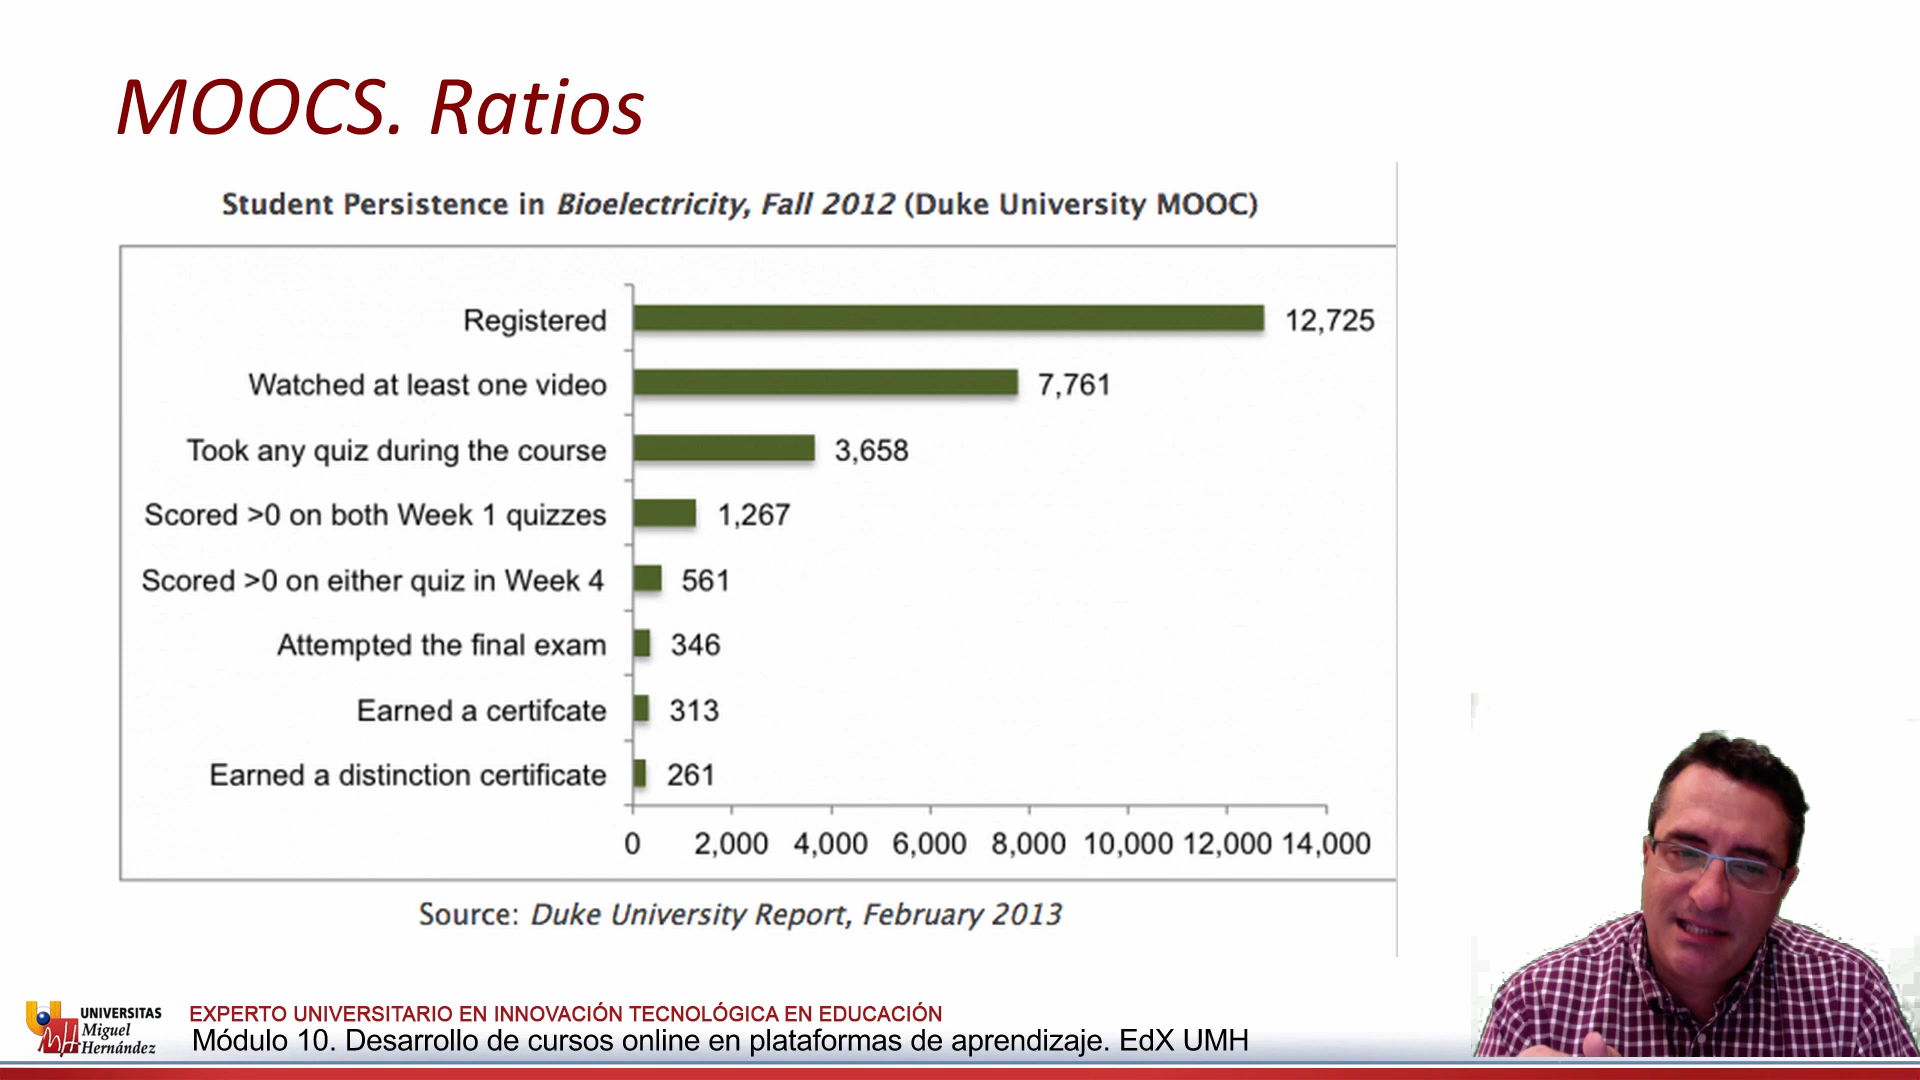 MOOCS. Ratios
Student Persistence in Bioelectricity, Fall 2012 (Duke University MOOC)
Registered 12,725
Watched at least one video 7,761
Took any quiz during the course 3,658
Scored >0 on both Week 1 quizzes 1,267
Scored >0 on either quiz in Week 4 561
Attempted the final exam 346
Earned a certifcate 313
Earned a distinction certificate 261
0 2,000 4,000 6,000 8,000 10,000 12,000 14,000
Source: Duke University Report, February 2013
UNIVERSITAS
Miguel
Hernández
EXPERTO UNIVERSITARIO EN INNOVACIÓN TECNOLÓGICA EN EDUCACIÓN
Módulo 10. Desarrollo de cursos online en plataformas de aprendizaje. EdX UMH